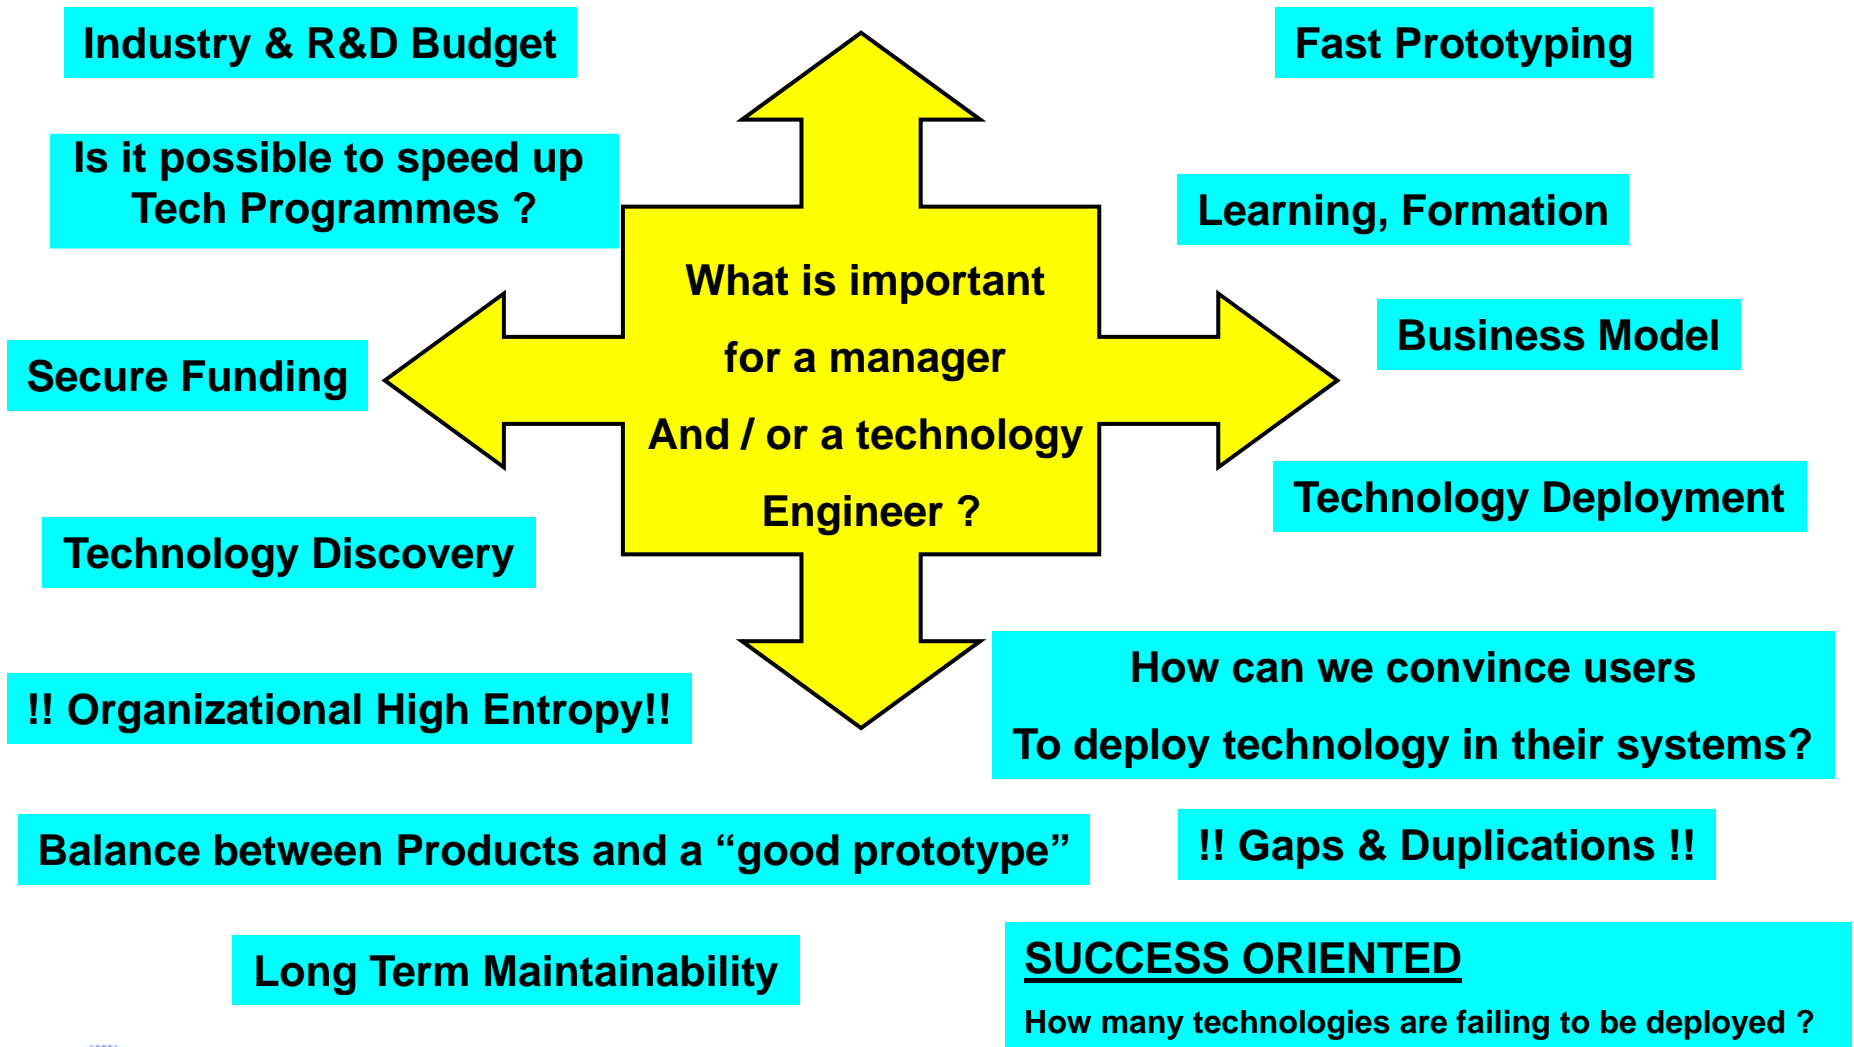 Industry & R&D Budget
Fast Prototyping
Is it possible to speed up
Tech Programmes ?
Learning, Formation
What is important
for a manager
And / or a technology
Engineer ?
Business Model
Secure Funding
Technology Deployment
Technology Discovery
How can we convince users
To deploy technology in their systems?
!! Organizational High Entropy!!
Balance between Products and a “good prototype”
!! Gaps & Duplications !!
Long Term Maintainability
SUCCESS ORIENTED
How many technologies are failing to be deployed ?